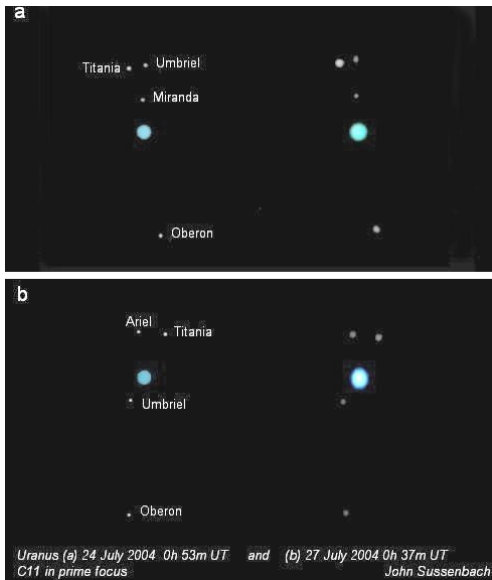 a
Titania Umbriel
Miranda
Oberon
b
Ariel
Titania
Umbriel
Oberon
Uranus (a) 24 July 2004 0h 53m UT and (b) 27 July 2004 0h 37m UT
C11 in prime focus John Sussenbach